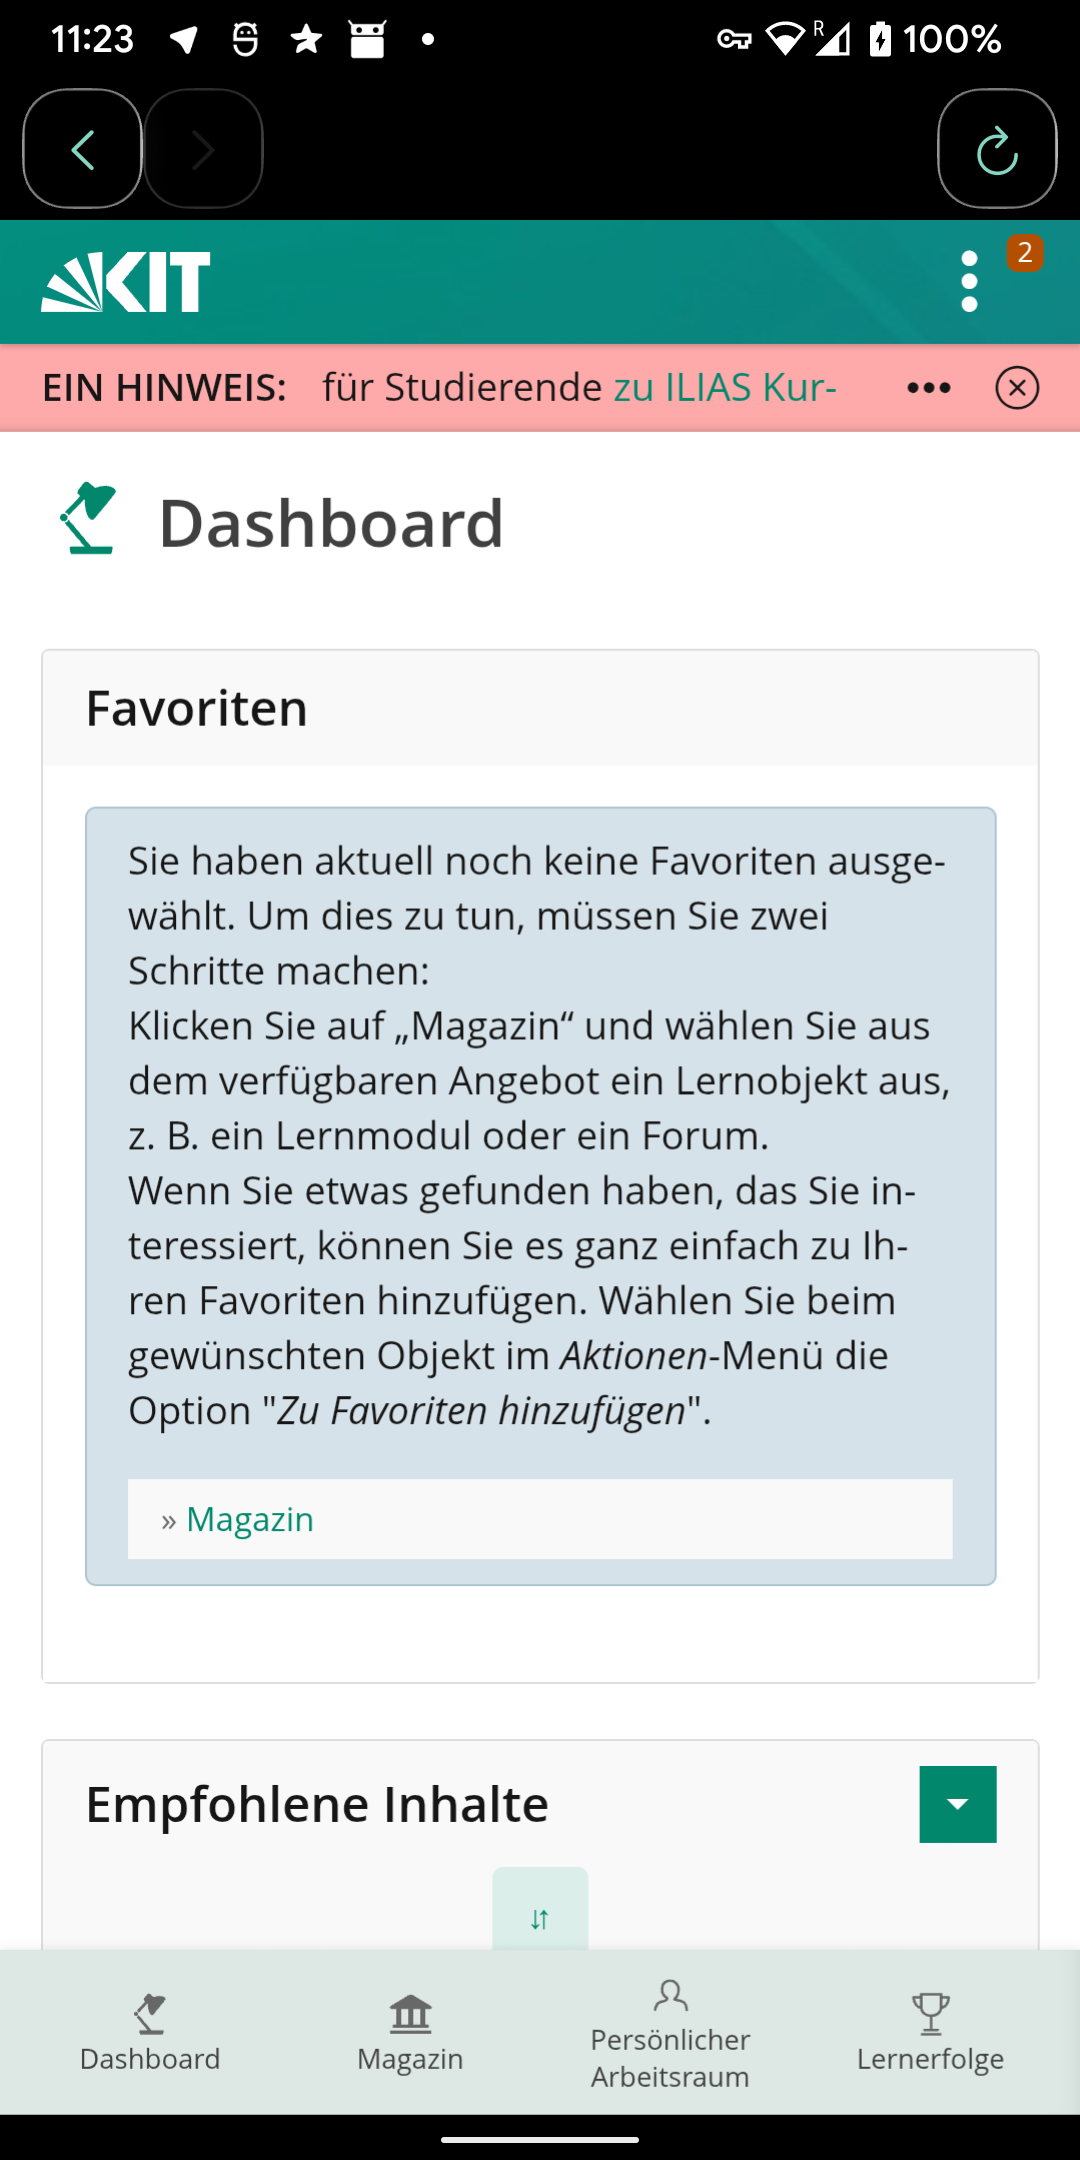 11:23
R
100%
KIT
2
EIN HINWEIS: für Studierende zu ILIAS Kur-
Dashboard
Favoriten
Sie haben aktuell noch keine Favoriten ausge-
wählt. Um dies zu tun, müssen Sie zwei
Schritte machen:
Klicken Sie auf „Magazin“ und wählen Sie aus
dem verfügbaren Angebot ein Lernobjekt aus,
z. B. ein Lernmodul oder ein Forum.
Wenn Sie etwas gefunden haben, das Sie in-
teressiert, können Sie es ganz einfach zu Ih-
ren Favoriten hinzufügen. Wählen Sie beim
gewünschten Objekt im Aktionen-Menü die
Option "Zu Favoriten hinzufügen".
» Magazin
Empfohlene Inhalte
Dashboard
Magazin
Persönlicher
Arbeitsraum
Lernerfolge